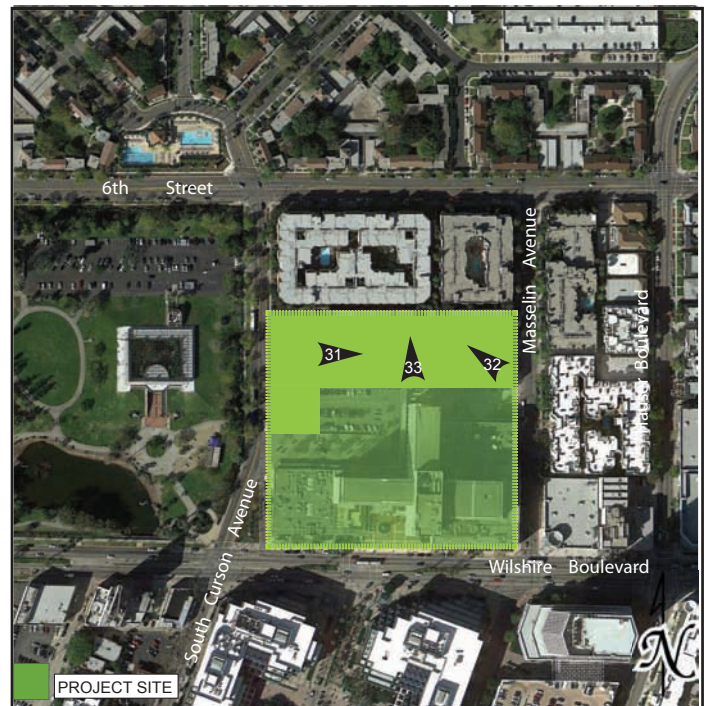 6th Street
Masselin Avenue
31
33
32
Hauser Boulevard
South Curson Avenue
Wilshire Boulevard
N
PROJECT SITE